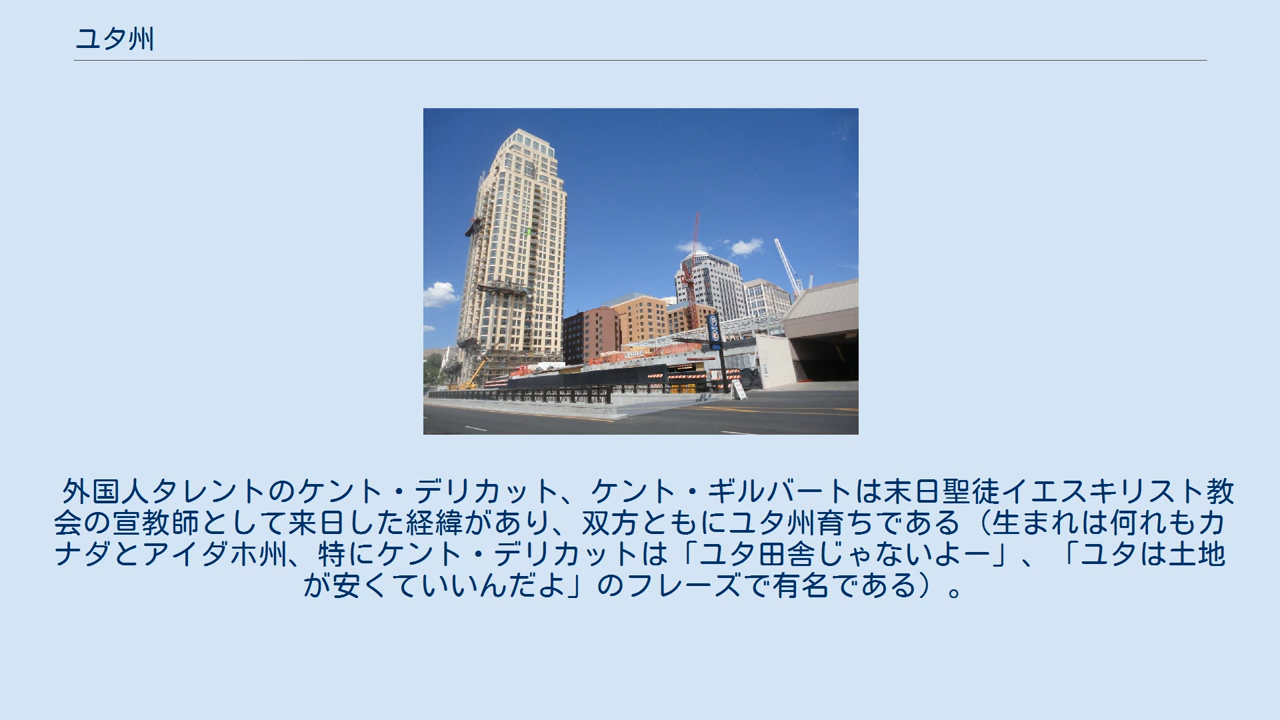 ユタ州
外国人タレントのケント・デリカット、ケント・ギルバートは末日聖徒イエスキリスト教
会の宣教師として来日した経緯があり、双方ともにユタ州育ちである（生まれは何れもカ
ナダとアイダホ州、特にケント・デリカットは「ユタ田舎じゃないよー」、「ユタは土地
が安くていいんだよ」のフレーズで有名である）。